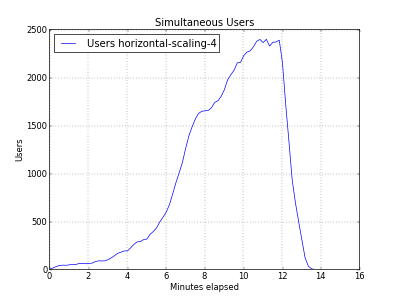 Simultaneous Users
Users horizontal-scaling-4
Users
2500
2000
1500
1000
500
0
0 2 4 6 8 10 12 14 16
Minutes elapsed